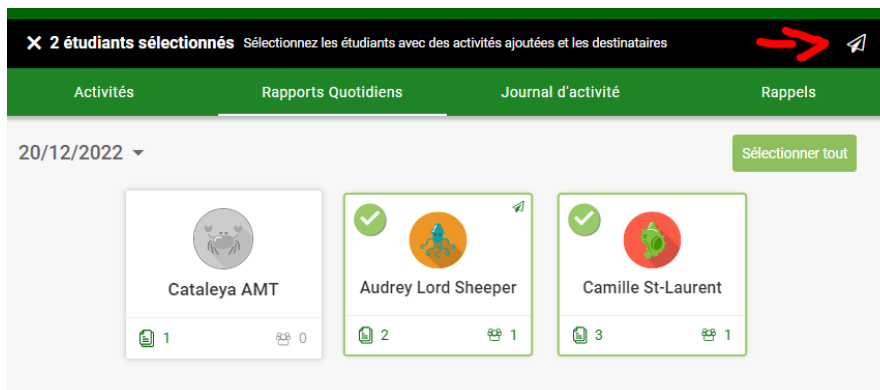 2 étudiants sélectionnés Sélectionnez les étudiants avec des activités ajoutées et les destinataires
Activités Rapports Quotidiens Journal d'activité Rappels
20/12/2022 Sélectionner tout
Cataleya AMT Audrey Lord Sheeper Camille St-Laurent
1 0 2 1 3 1